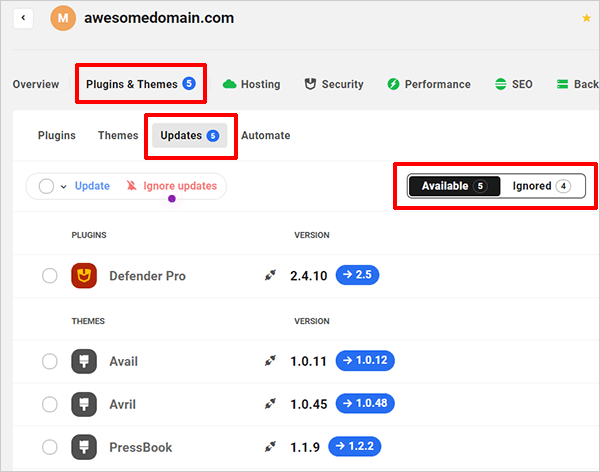 M awesomedomain.com
Overview Plugins & Themes 5 Hosting Security Performance SEO Back
Plugins Themes Updates 5 Automate
Update Ignore updates Available 5 Ignored 4
PLUGINS VERSION
Defender Pro 2.4.10 → 2.5
THEMES VERSION
Avail 1.0.11 → 1.0.12
Avril 1.0.45 → 1.0.48
PressBook 1.1.9 → 1.2.2